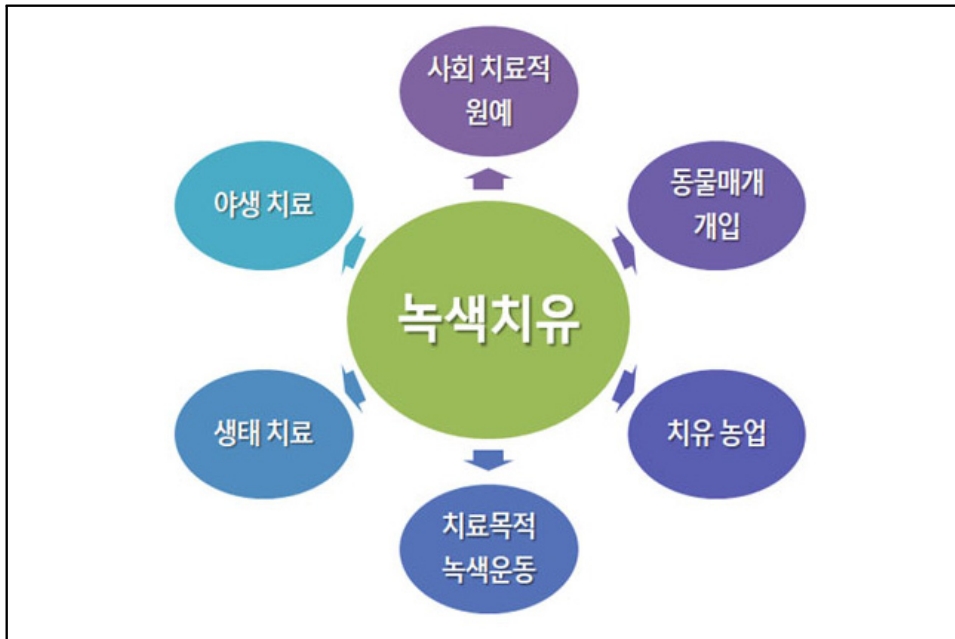 사회 치료적
원예
야생 치료
동물매개
개입
녹색치유
생태 치료
치유 농업
치료목적
녹색운동